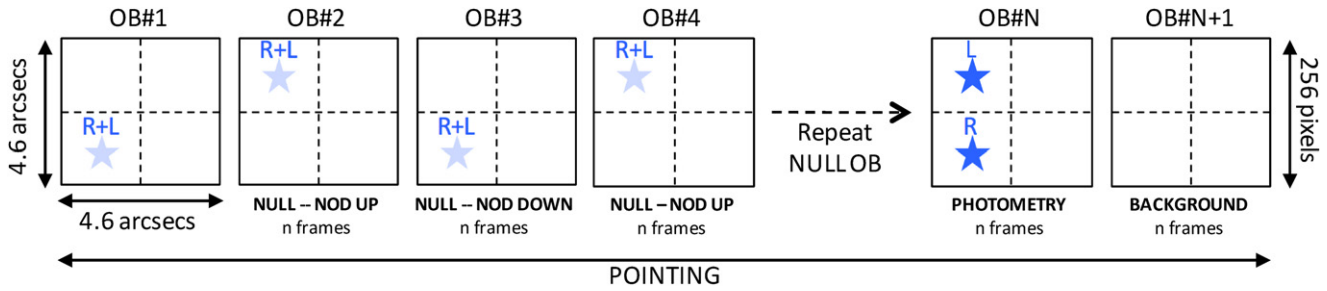 OB#1 OB#2 OB#3 OB#4 OB#N OB#N+1
R+L R+L L
4.6 arcsecs
R+L R+L R
Repeat
NULL OB
256 pixels
4.6 arcsecs
NULL -- NOD UP NULL -- NOD DOWN NULL – NOD UP PHOTOMETRY BACKGROUND
n frames n frames n frames n frames n frames
POINTING